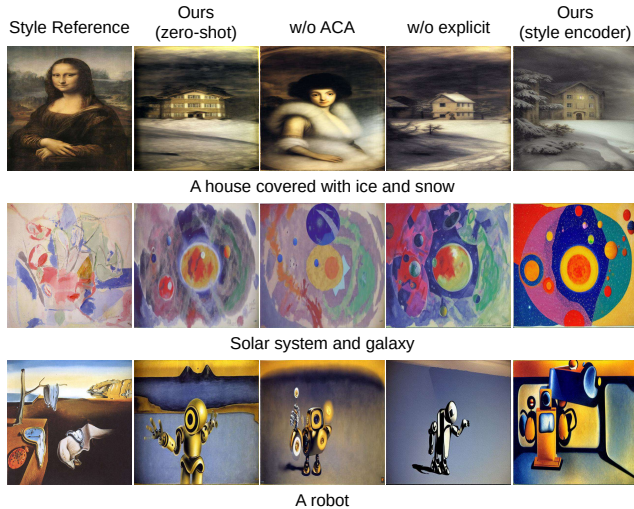 Style Reference
Ours
(zero-shot)
w/o ACA
w/o explicit
Ours
(style encoder)
A house covered with ice and snow
Solar system and galaxy
A robot